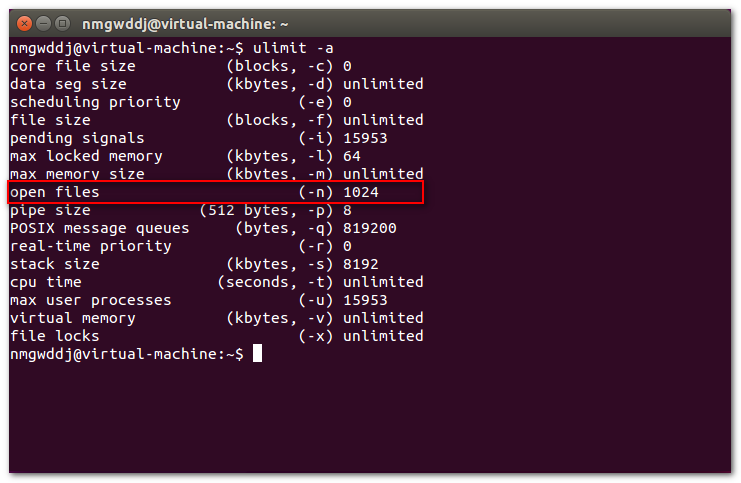 nmgwddj@virtual-machine: ~
nmgwddj@virtual-machine:~$ ulimit -a
core file size          (blocks, -c) 0
data seg size           (kbytes, -d) unlimited
scheduling priority             (-e) 0
file size               (blocks, -f) unlimited
pending signals                 (-i) 15953
max locked memory       (kbytes, -l) 64
max memory size         (kbytes, -m) unlimited
open files                      (-n) 1024
pipe size            (512 bytes, -p) 8
POSIX message queues     (bytes, -q) 819200
real-time priority              (-r) 0
stack size              (kbytes, -s) 8192
cpu time               (seconds, -t) unlimited
max user processes              (-u) 15953
virtual memory          (kbytes, -v) unlimited
file locks                      (-x) unlimited
nmgwddj@virtual-machine:~$